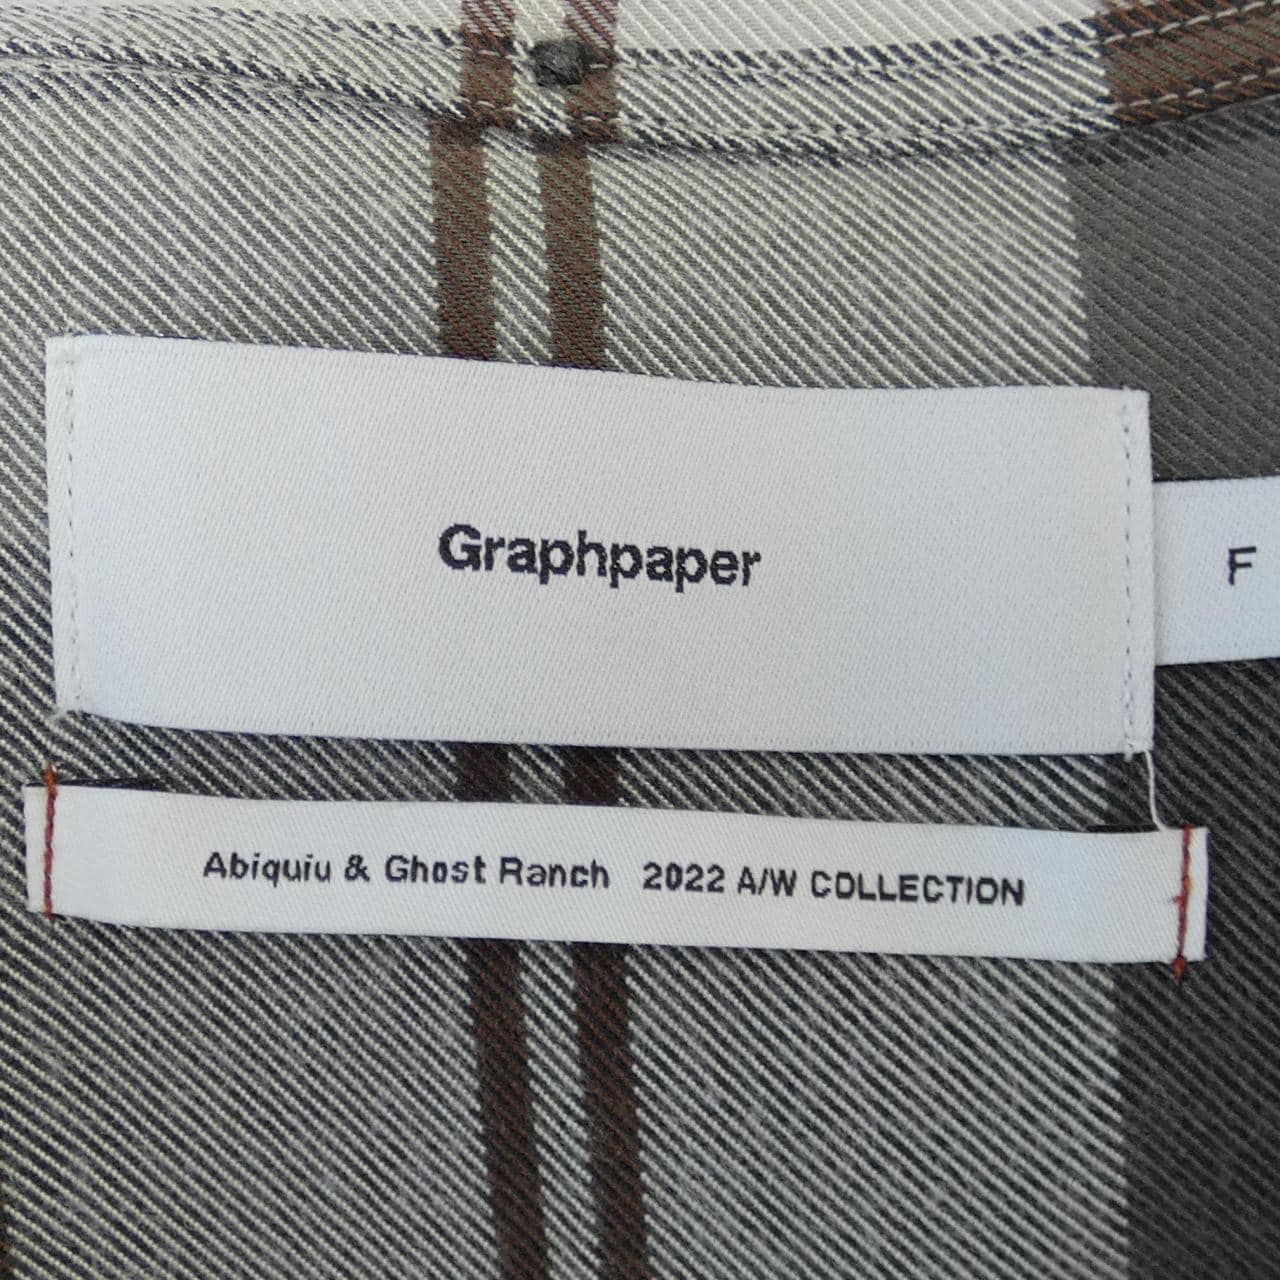 Graphpaper
F
Abiquiu & Ghost Ranch 2022 A/W COLLECTION